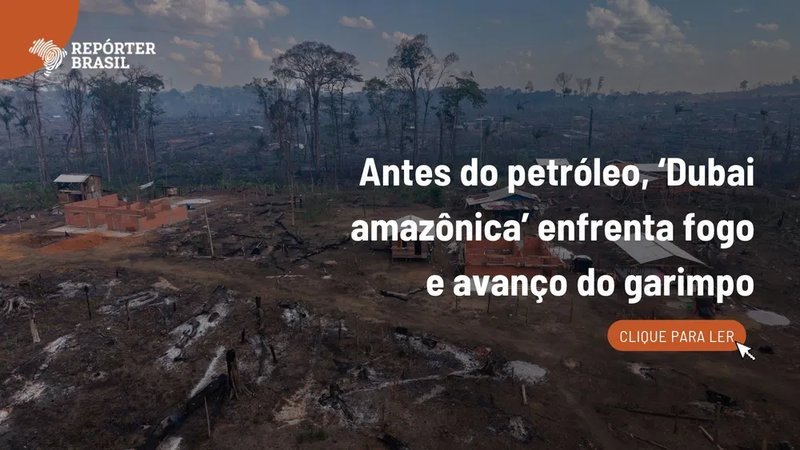 REPÓRTER
BRASIL
Antes do petróleo, ‘Dubai
amazônica’ enfrenta fogo
e avanço do garimpo
CLIQUE PARA LER